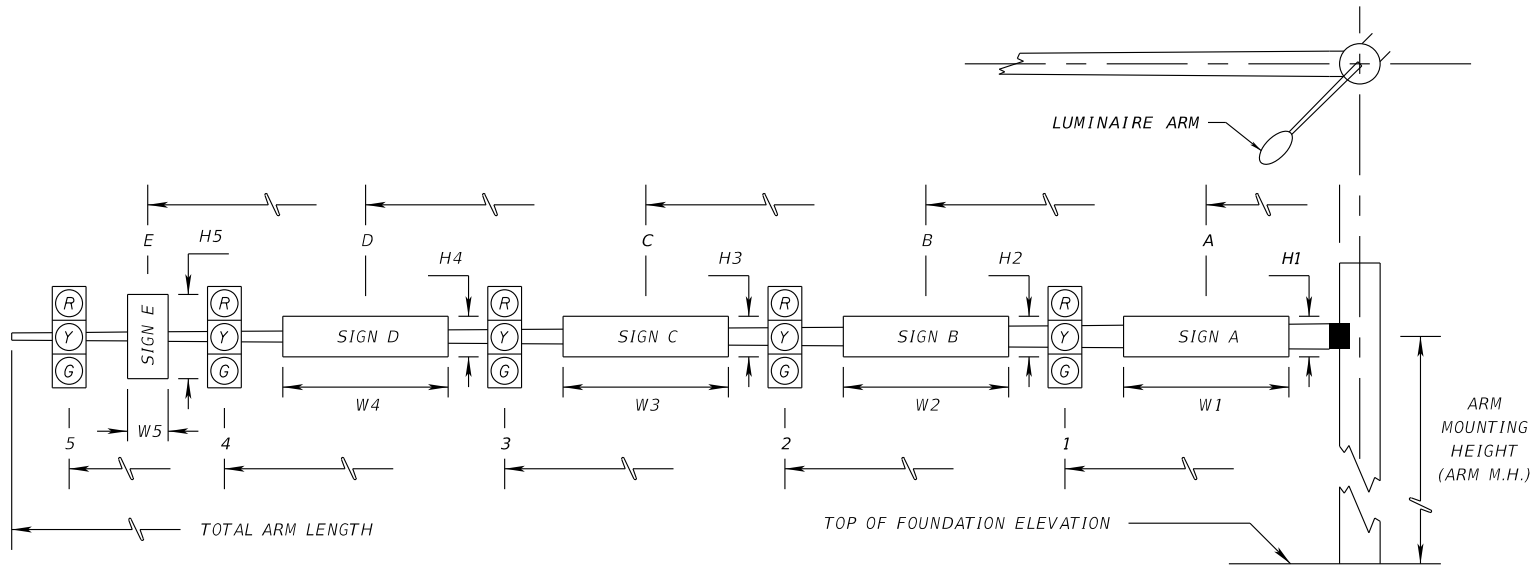 LUMINAIRE ARM
E
D
C
B
A
H5
H4
H3
H2
H1
R
Y
G
SIGN E
R
Y
G
SIGN D
R
Y
G
SIGN C
R
Y
G
SIGN B
R
Y
G
SIGN A
W5
W4
W3
W2
W1
5
4
3
2
1
ARM
MOUNTING
HEIGHT
(ARM M.H.)
TOTAL ARM LENGTH
TOP OF FOUNDATION ELEVATION